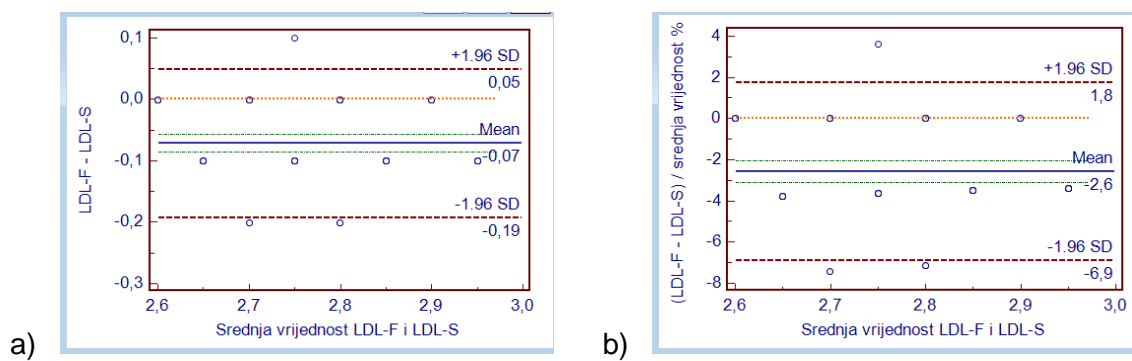 LDL-F - LDL-S
0,1
0,0
-0,1
-0,2
-0,3
+1.96 SD
0,05
Mean
-0,07
-1.96 SD
-0,19
2,6 2,7 2,8 2,9 3,0
Srednja vrijednost LDL-F i LDL-S
a)
(LDL-F - LDL-S) / srednja vrijednost %
4
2
0
-2
-4
-6
-8
+1.96 SD
1,8
Mean
-2,6
-1.96 SD
-6,9
2,6 2,7 2,8 2,9 3,0
Srednja vrijednost LDL-F i LDL-S
b)